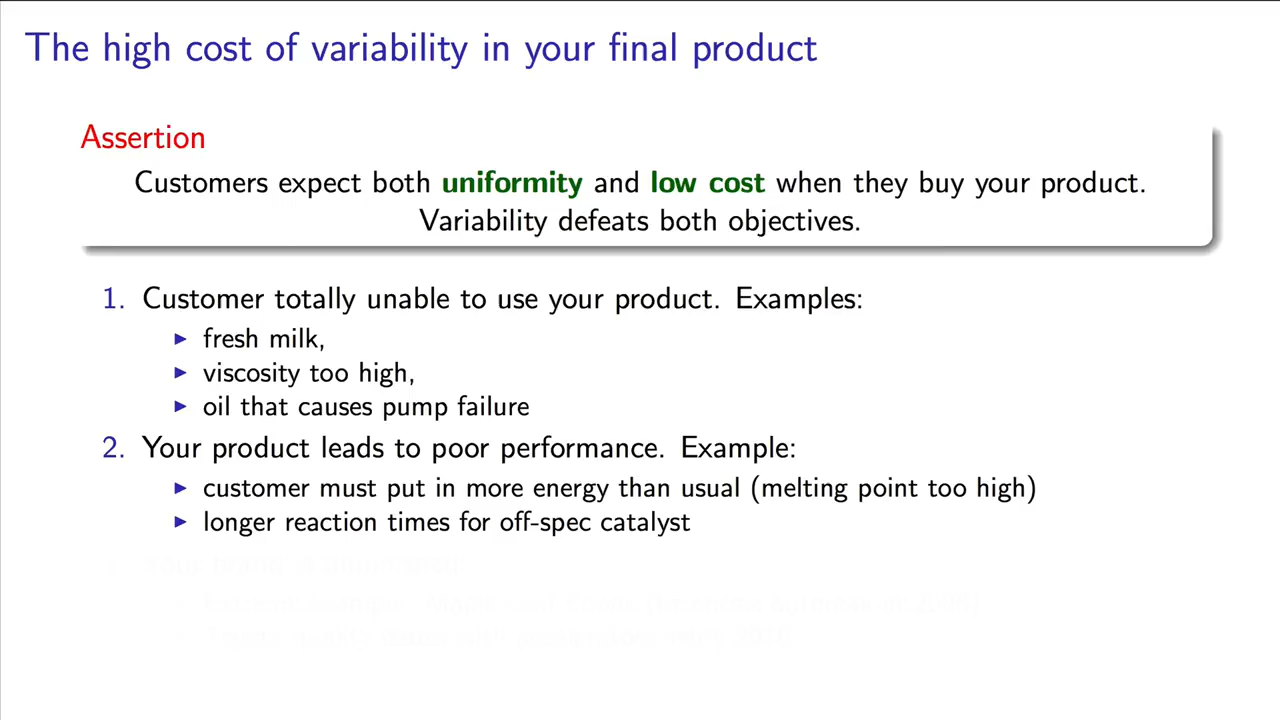 The high cost of variability in your final product
Assertion
Customers expect both uniformity and low cost when they buy your product.
Variability defeats both objectives.
1. Customer totally unable to use your product. Examples:
▶ fresh milk,
▶ viscosity too high,
▶ oil that causes pump failure
2. Your product leads to poor performance. Example:
▶ customer must put in more energy than usual (melting point too high)
▶ longer reaction times for off-spec catalyst